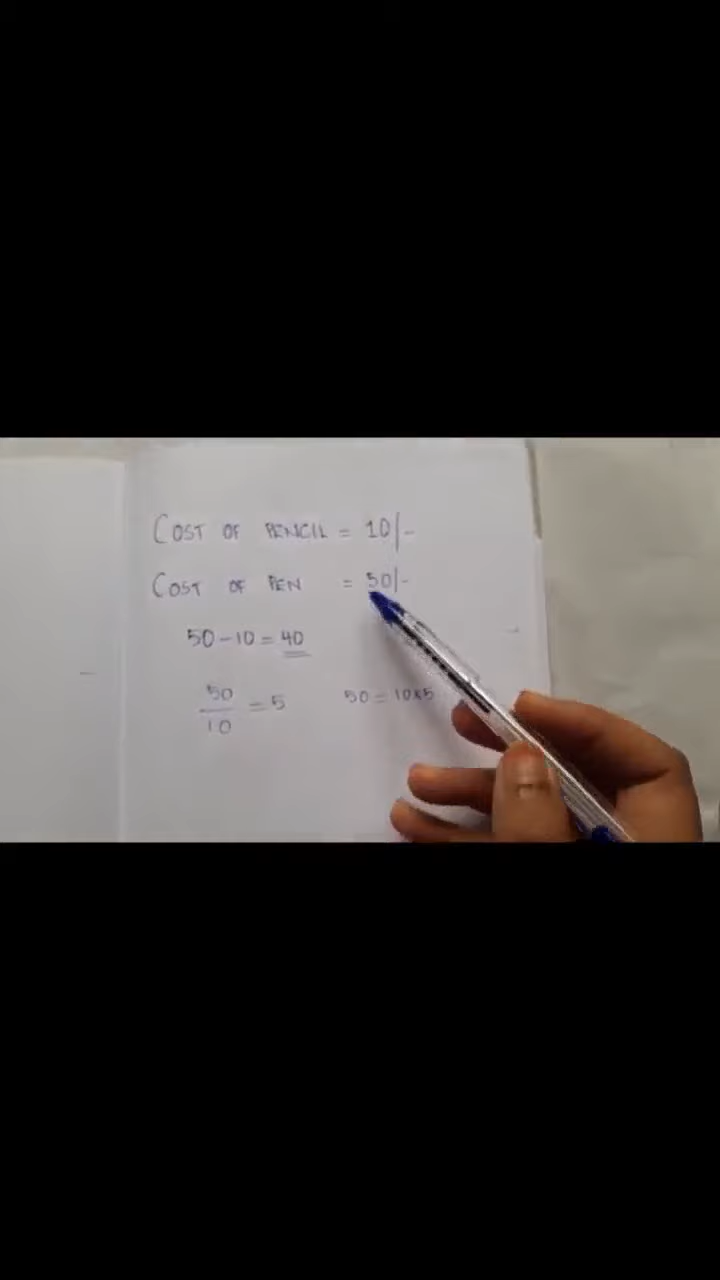 COST OF PENCIL = 10/-
COST OF PEN = 50/-
50 - 10 = 40
50/10 = 5
50 = 10x5